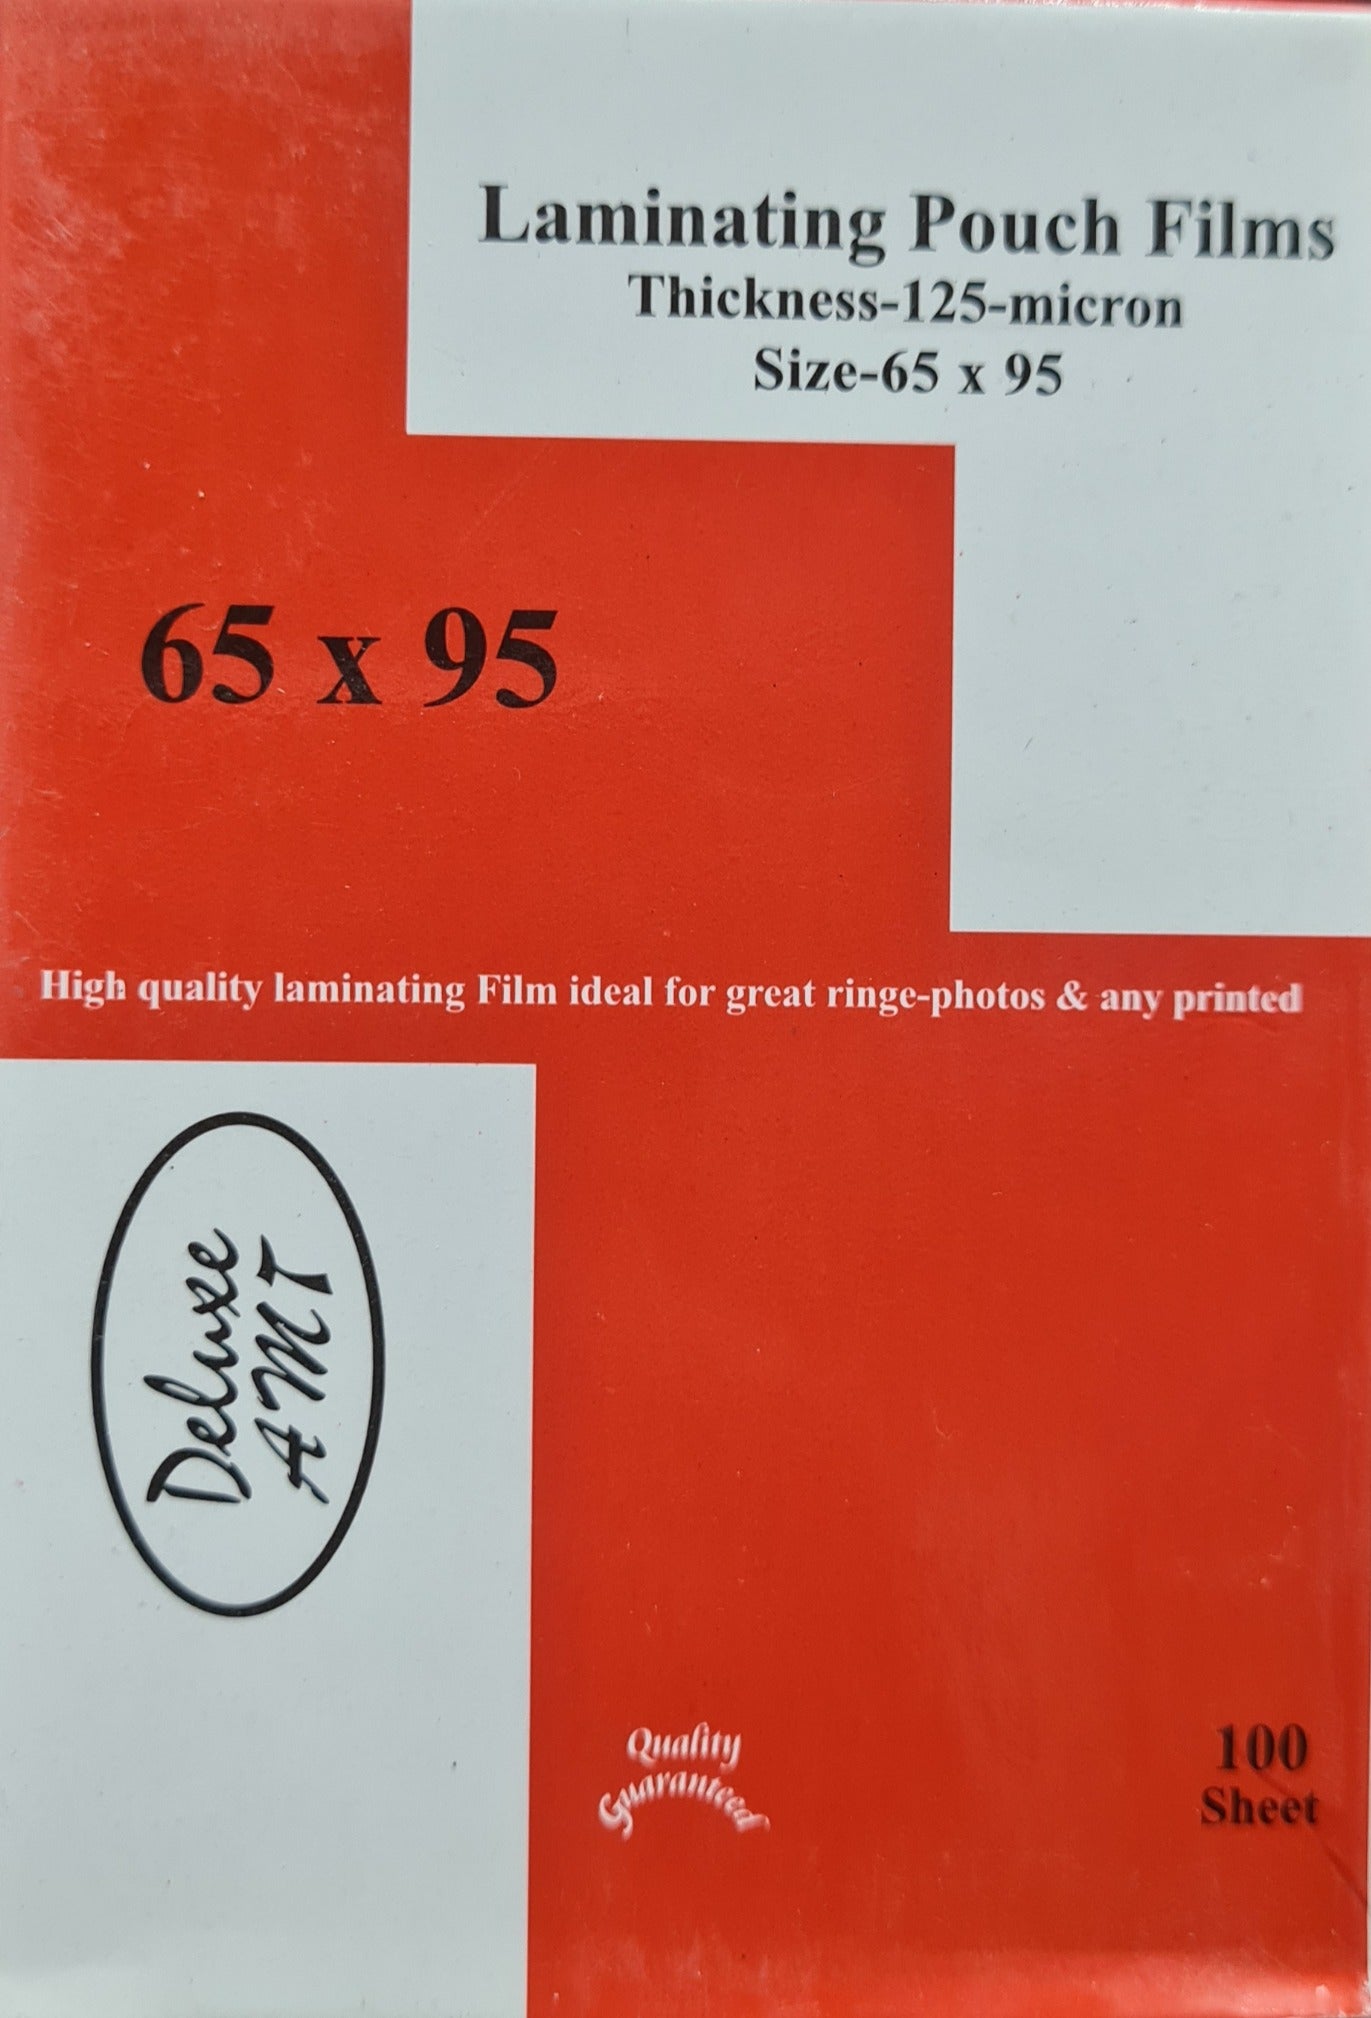 Laminating Pouch Films
Thickness-125-micron
Size-65 x 95
65 x 95
High quality laminating Film ideal for great ringe-photos & any printed
Deluxe
AMT
Quality
Guaranteed
100
Sheet